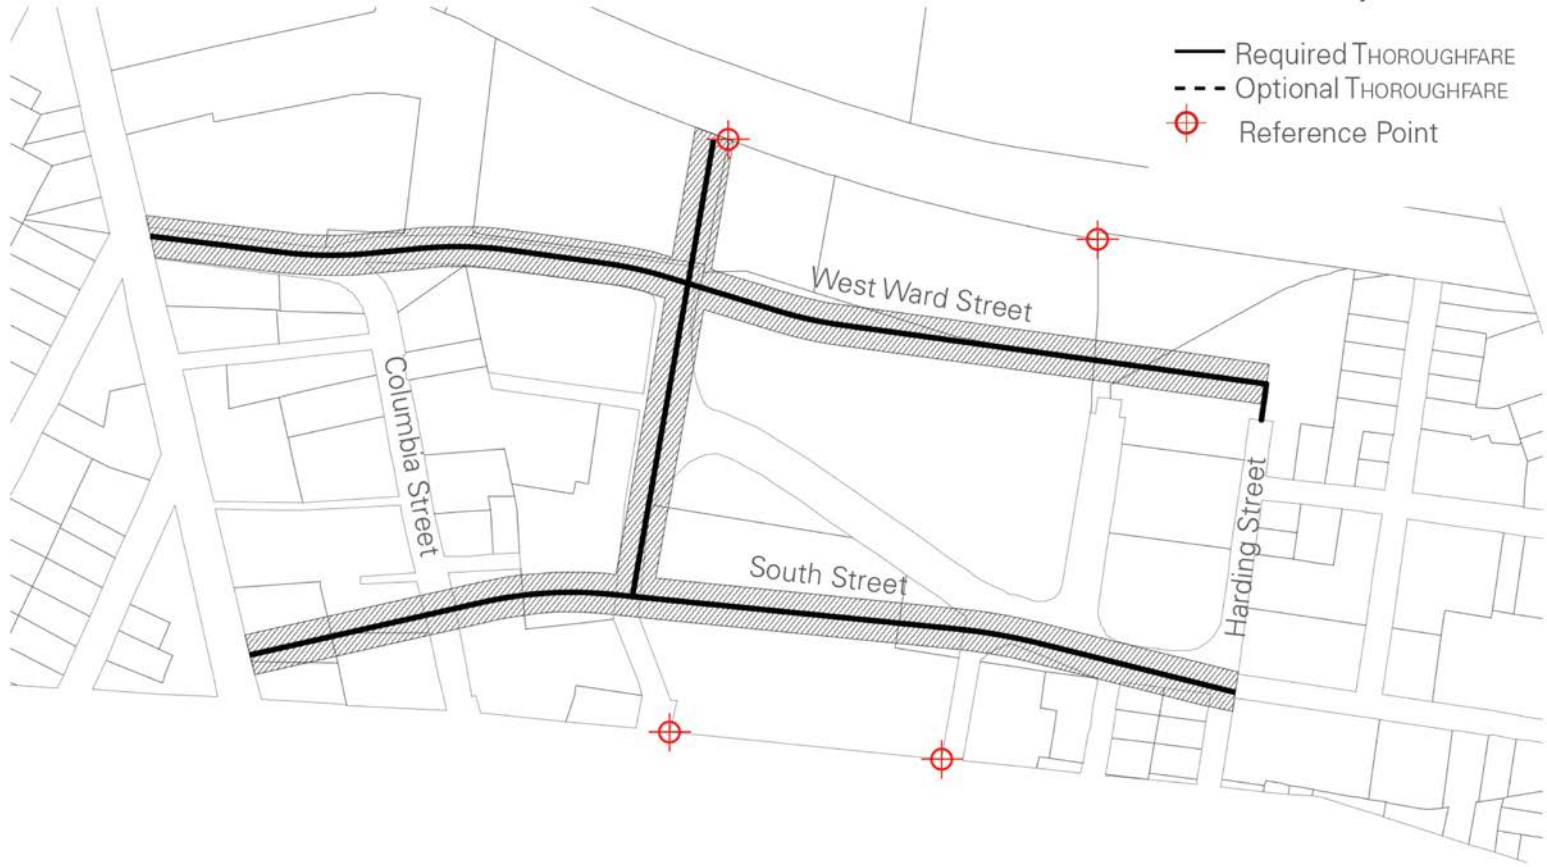 Required THOROUGHFARE
Optional THOROUGHFARE
Reference Point
West Ward Street
Columbia Street
South Street
Harding Street